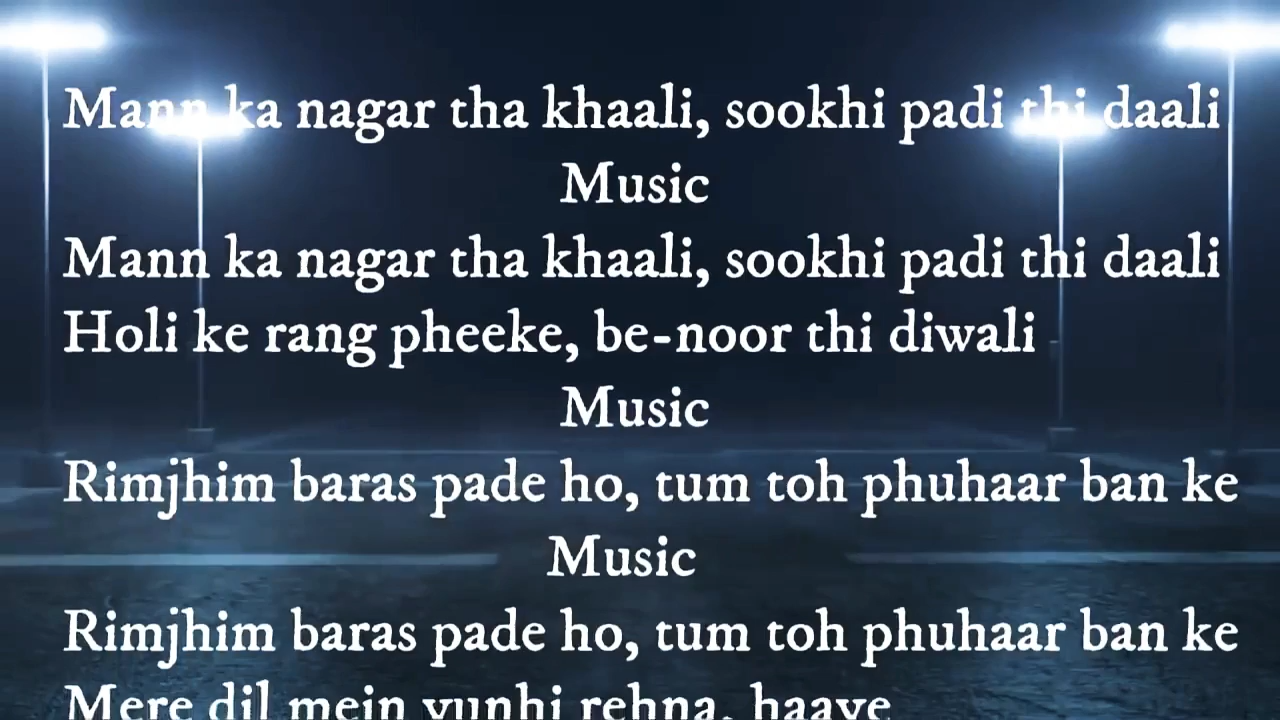 Mann ka nagar tha khaali, sookhi padi thi daali
Music
Mann ka nagar tha khaali, sookhi padi thi daali
Holi ke rang pheeke, be-noor thi diwali
Music
Rimjhim baras pade ho, tum toh phuhaar ban ke
Music
Rimjhim baras pade ho, tum toh phuhaar ban ke
Mere dil mein yunhi rehna, haaye